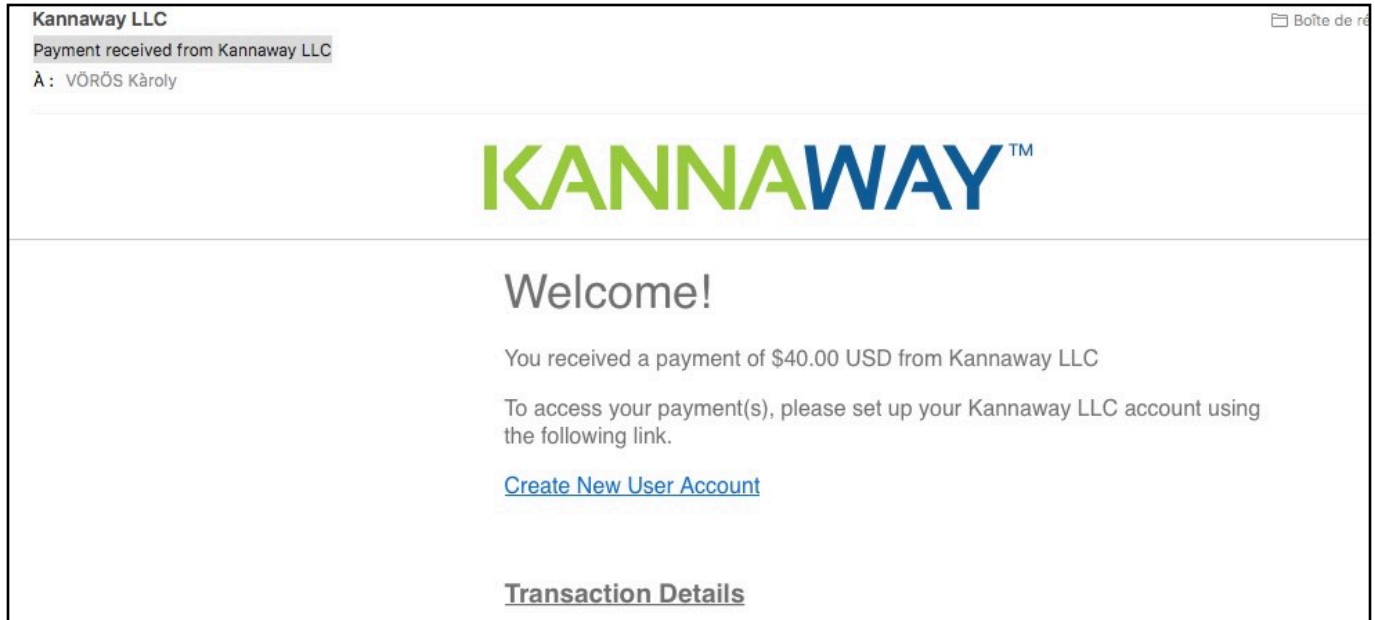 Kannaway LLC
Boîte de ré
Payment received from Kannaway LLC
À : VÖRÖS Kàroly
KANNAWAY™
Welcome!
You received a payment of $40.00 USD from Kannaway LLC
To access your payment(s), please set up your Kannaway LLC account using
the following link.
Create New User Account
Transaction Details